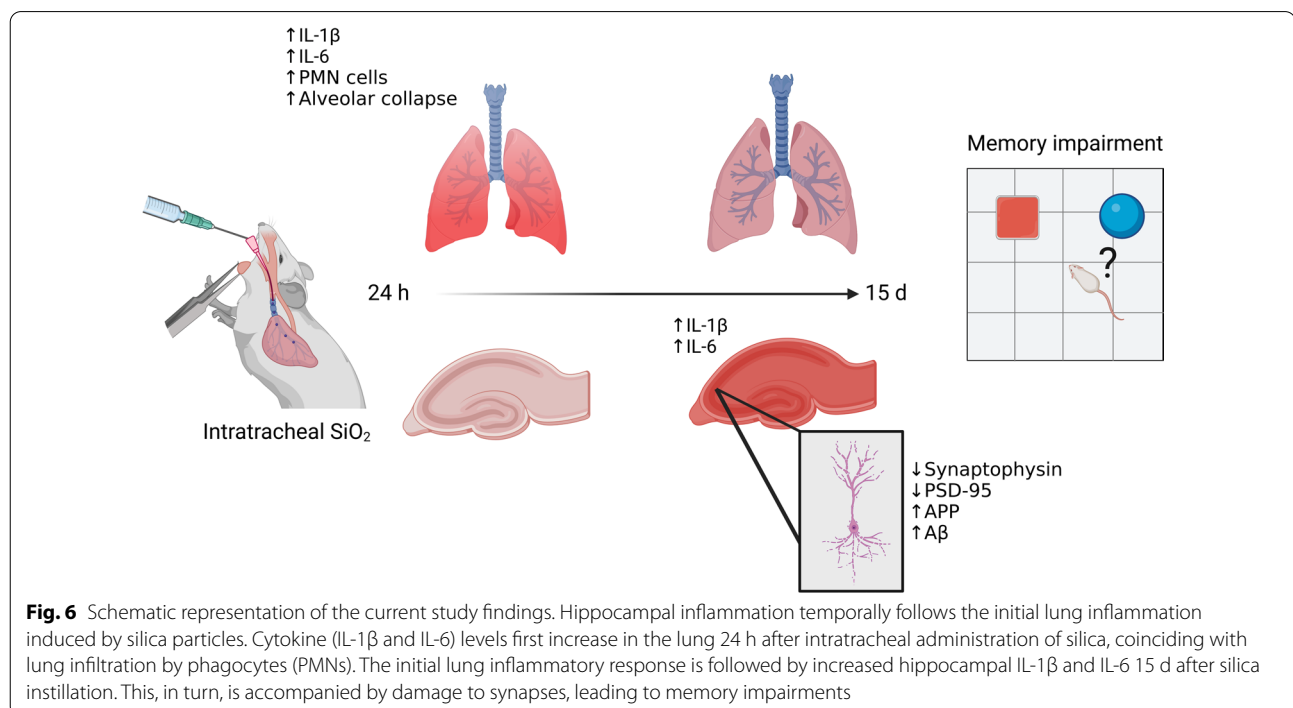 ↑IL-1β
↑IL-6
↑PMN cells
↑Alveolar collapse
Memory impairment
?
24 h
15 d
↑IL-1β
↑IL-6
Intratracheal SiO₂
↓Synaptophysin
↓PSD-95
↑APP
↑Aβ
Fig. 6 Schematic representation of the current study findings. Hippocampal inflammation temporally follows the initial lung inflammation
induced by silica particles. Cytokine (IL-1β and IL-6) levels first increase in the lung 24 h after intratracheal administration of silica, coinciding with
lung infiltration by phagocytes (PMNs). The initial lung inflammatory response is followed by increased hippocampal IL-1β and IL-6 15 d after silica
instillation. This, in turn, is accompanied by damage to synapses, leading to memory impairments